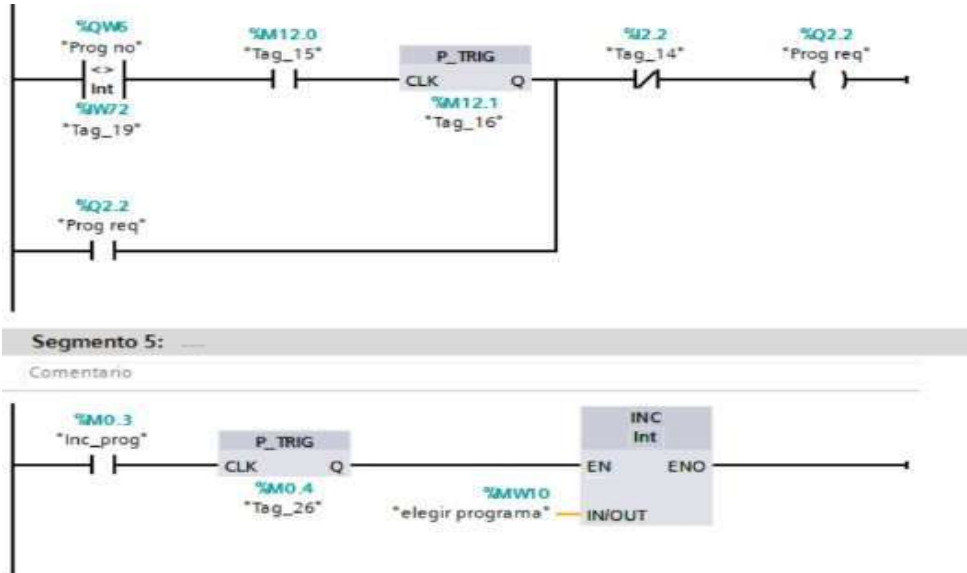 %QW6 %M12.0 %I2.2 %Q2.2
"Prog no" "Tag_15" P_TRIG "Tag_14" "Prog req"
<>
Int CLK Q
%IW72 %M12.1
"Tag_19" "Tag_16"
%Q2.2
"Prog req"
Segmento 5: ....
Comentario
%M0.3 INC
"Inc_prog" P_TRIG Int
CLK Q EN ENO
%M0.4 %MW10
"Tag_26" "elegir programa" IN/OUT